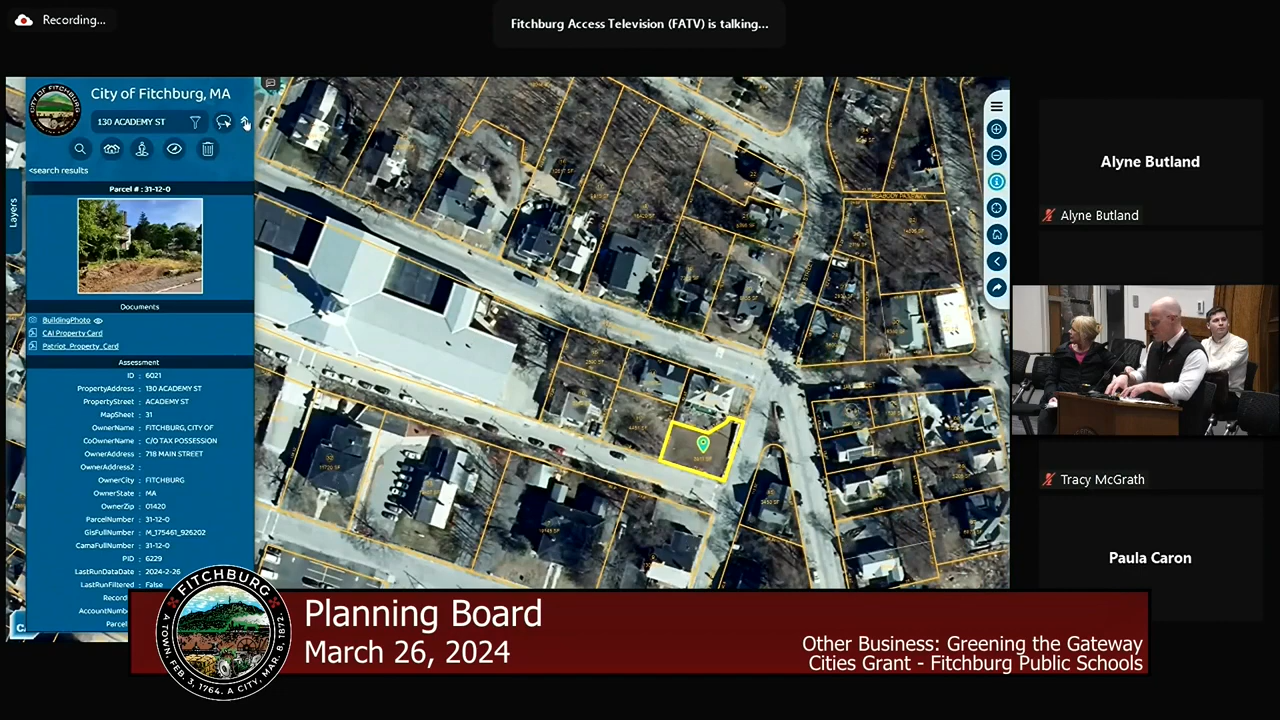 Recording...
Fitchburg Access Television (FATV) is talking...
City of Fitchburg, MA
130 ACADEMY ST
<search results
Layers
Parcel # : 31-12-0
Documents
BuildingPhoto
CAI Property Card
Patriot_Property_Card
Assessment
ID : 6021
PropertyAddress : 130 ACADEMY ST
PropertyStreet : ACADEMY ST
MapSheet : 31
OwnerName : FITCHBURG, CITY OF
CoOwnerName : C/O TAX POSSESSION
OwnerAddress : 718 MAIN STREET
OwnerAddress2 :
OwnerCity : FITCHBURG
OwnerState : MA
OwnerZip : 01420
ParcelNumber : 31-12-0
GisFullNumber : M_175461_926202
CamaFullNumber : 31-12-0
PID : 6229
LastRunDataDate : 2024-2-26
LastRunFiltered : False
Record
AccountNumb
Parcel
Alyne Butland
Alyne Butland
Tracy McGrath
Paula Caron
FITCHBURG
A TOWN, FEB. 3, 1764. A CITY, MAR. 8, 1872.
Planning Board
March 26, 2024
Other Business: Greening the Gateway
Cities Grant - Fitchburg Public Schools